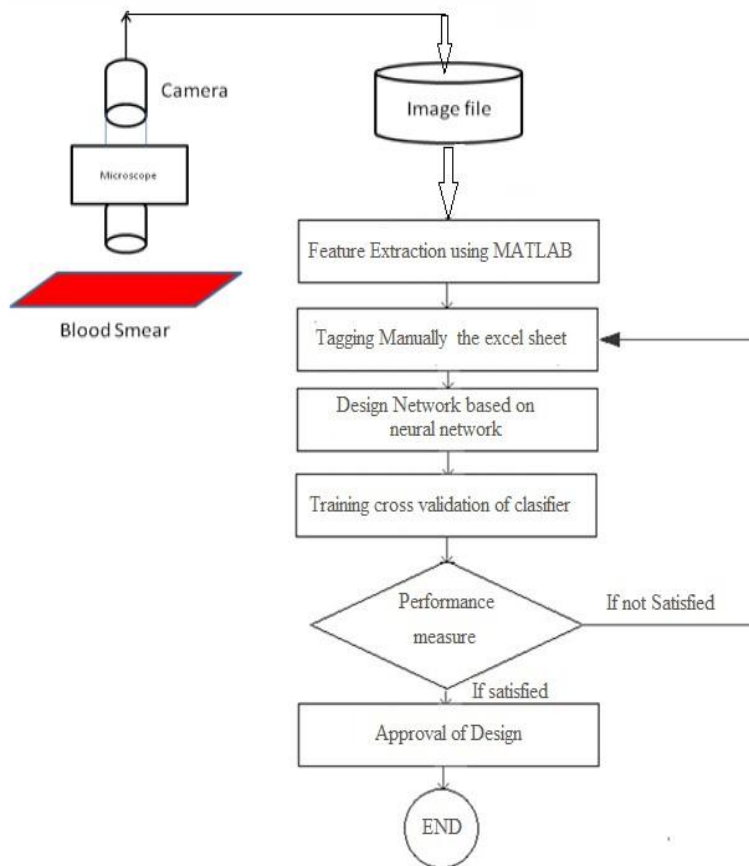 Camera
Microscope
Blood Smear
Image file
Feature Extraction using MATLAB
Tagging Manually the excel sheet
Design Network based on
neural network
Training cross validation of clasifier
Performance
measure
If not Satisfied
If satisfied
Approval of Design
END